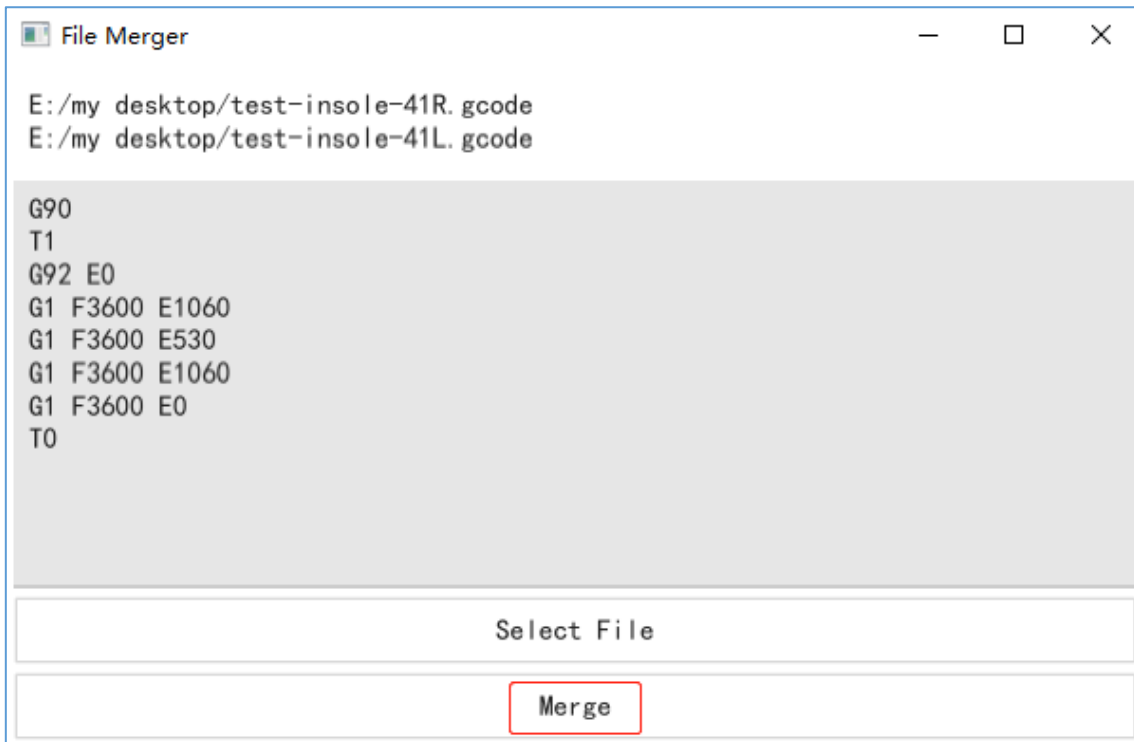 File Merger
E:/my desktop/test-insole-41R.gcode
E:/my desktop/test-insole-41L.gcode
G90
T1
G92 E0
G1 F3600 E1060
G1 F3600 E530
G1 F3600 E1060
G1 F3600 E0
T0
Select File
Merge